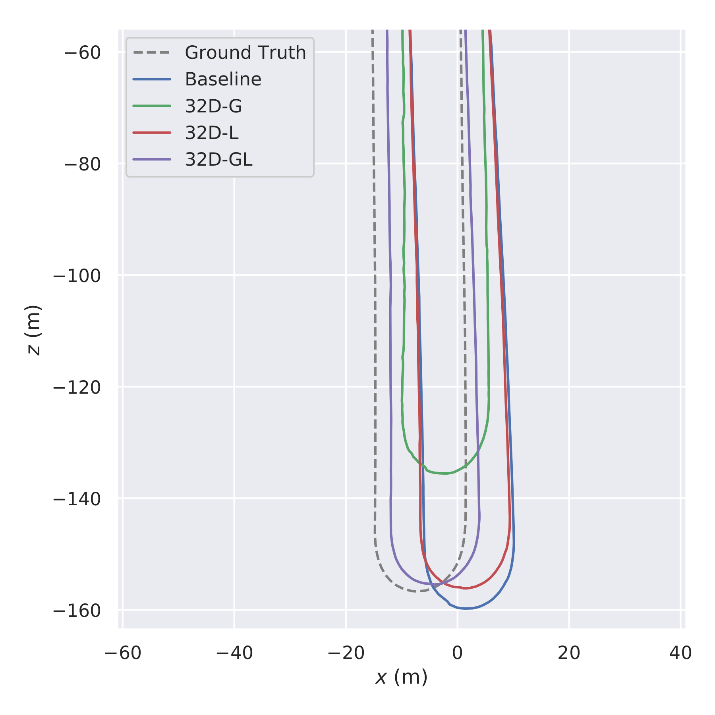 Ground Truth
Baseline
32D-G
32D-L
32D-GL
−60
−80
−100
−120
−140
−160
z (m)
−60 −40 −20 0 20 40
x (m)